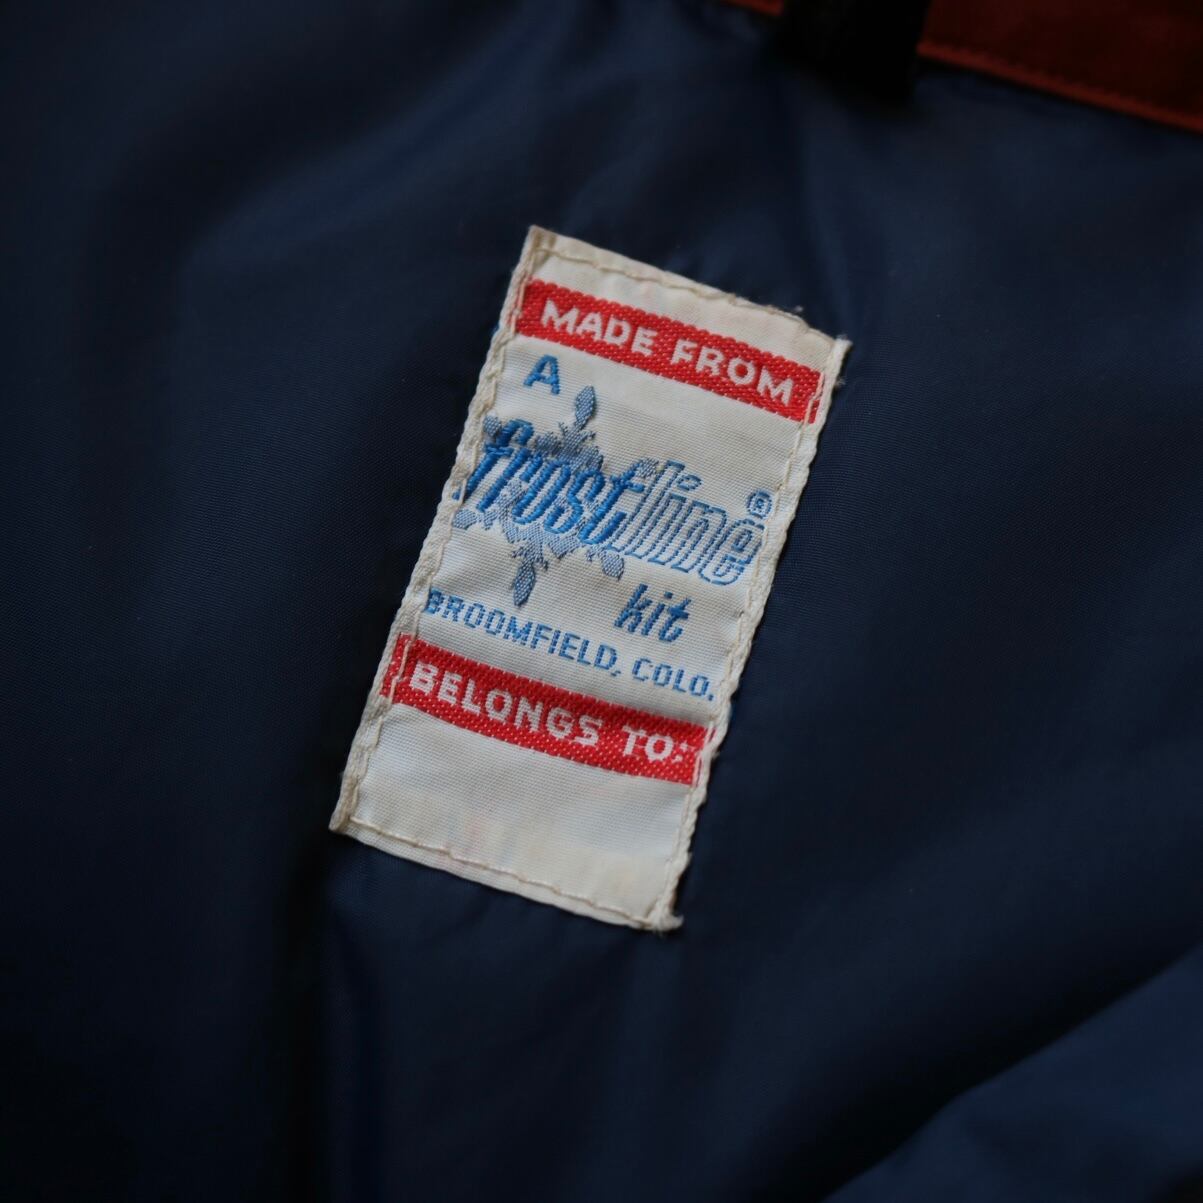 MADE FROM
A
frostline®
kit
BROOMFIELD, COLO.
BELONGS TO: